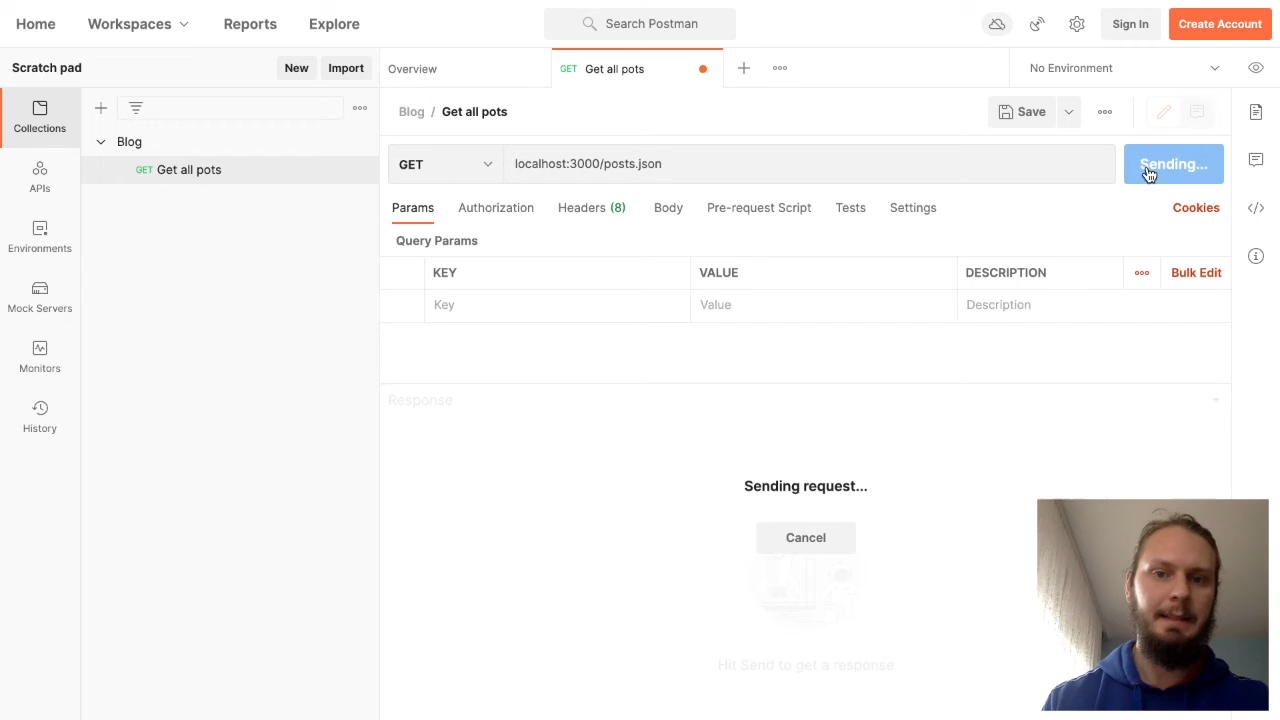 Home Workspaces Reports Explore Search Postman Sign In Create Account
Scratch pad New Import Overview GET Get all pots No Environment
Collections
Blog / Get all pots Save
Blog
GET Get all pots
GET localhost:3000/posts.json Sending...
APIs
Params Authorization Headers (8) Body Pre-request Script Tests Settings Cookies
Environments
Query Params
KEY VALUE DESCRIPTION Bulk Edit
Key Value Description
Mock Servers
Monitors
History
Response
Sending request...
Cancel
Hit Send to get a response